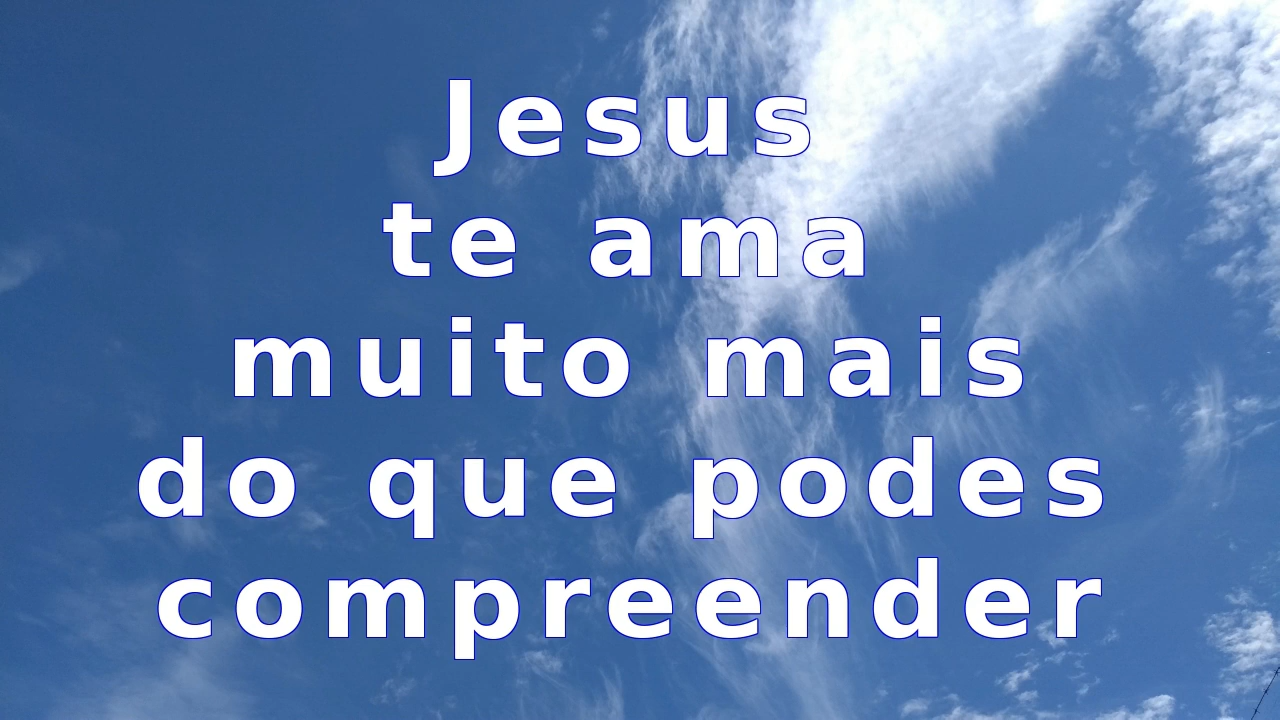 Jesus
te ama
muito mais
do que podes
compreender